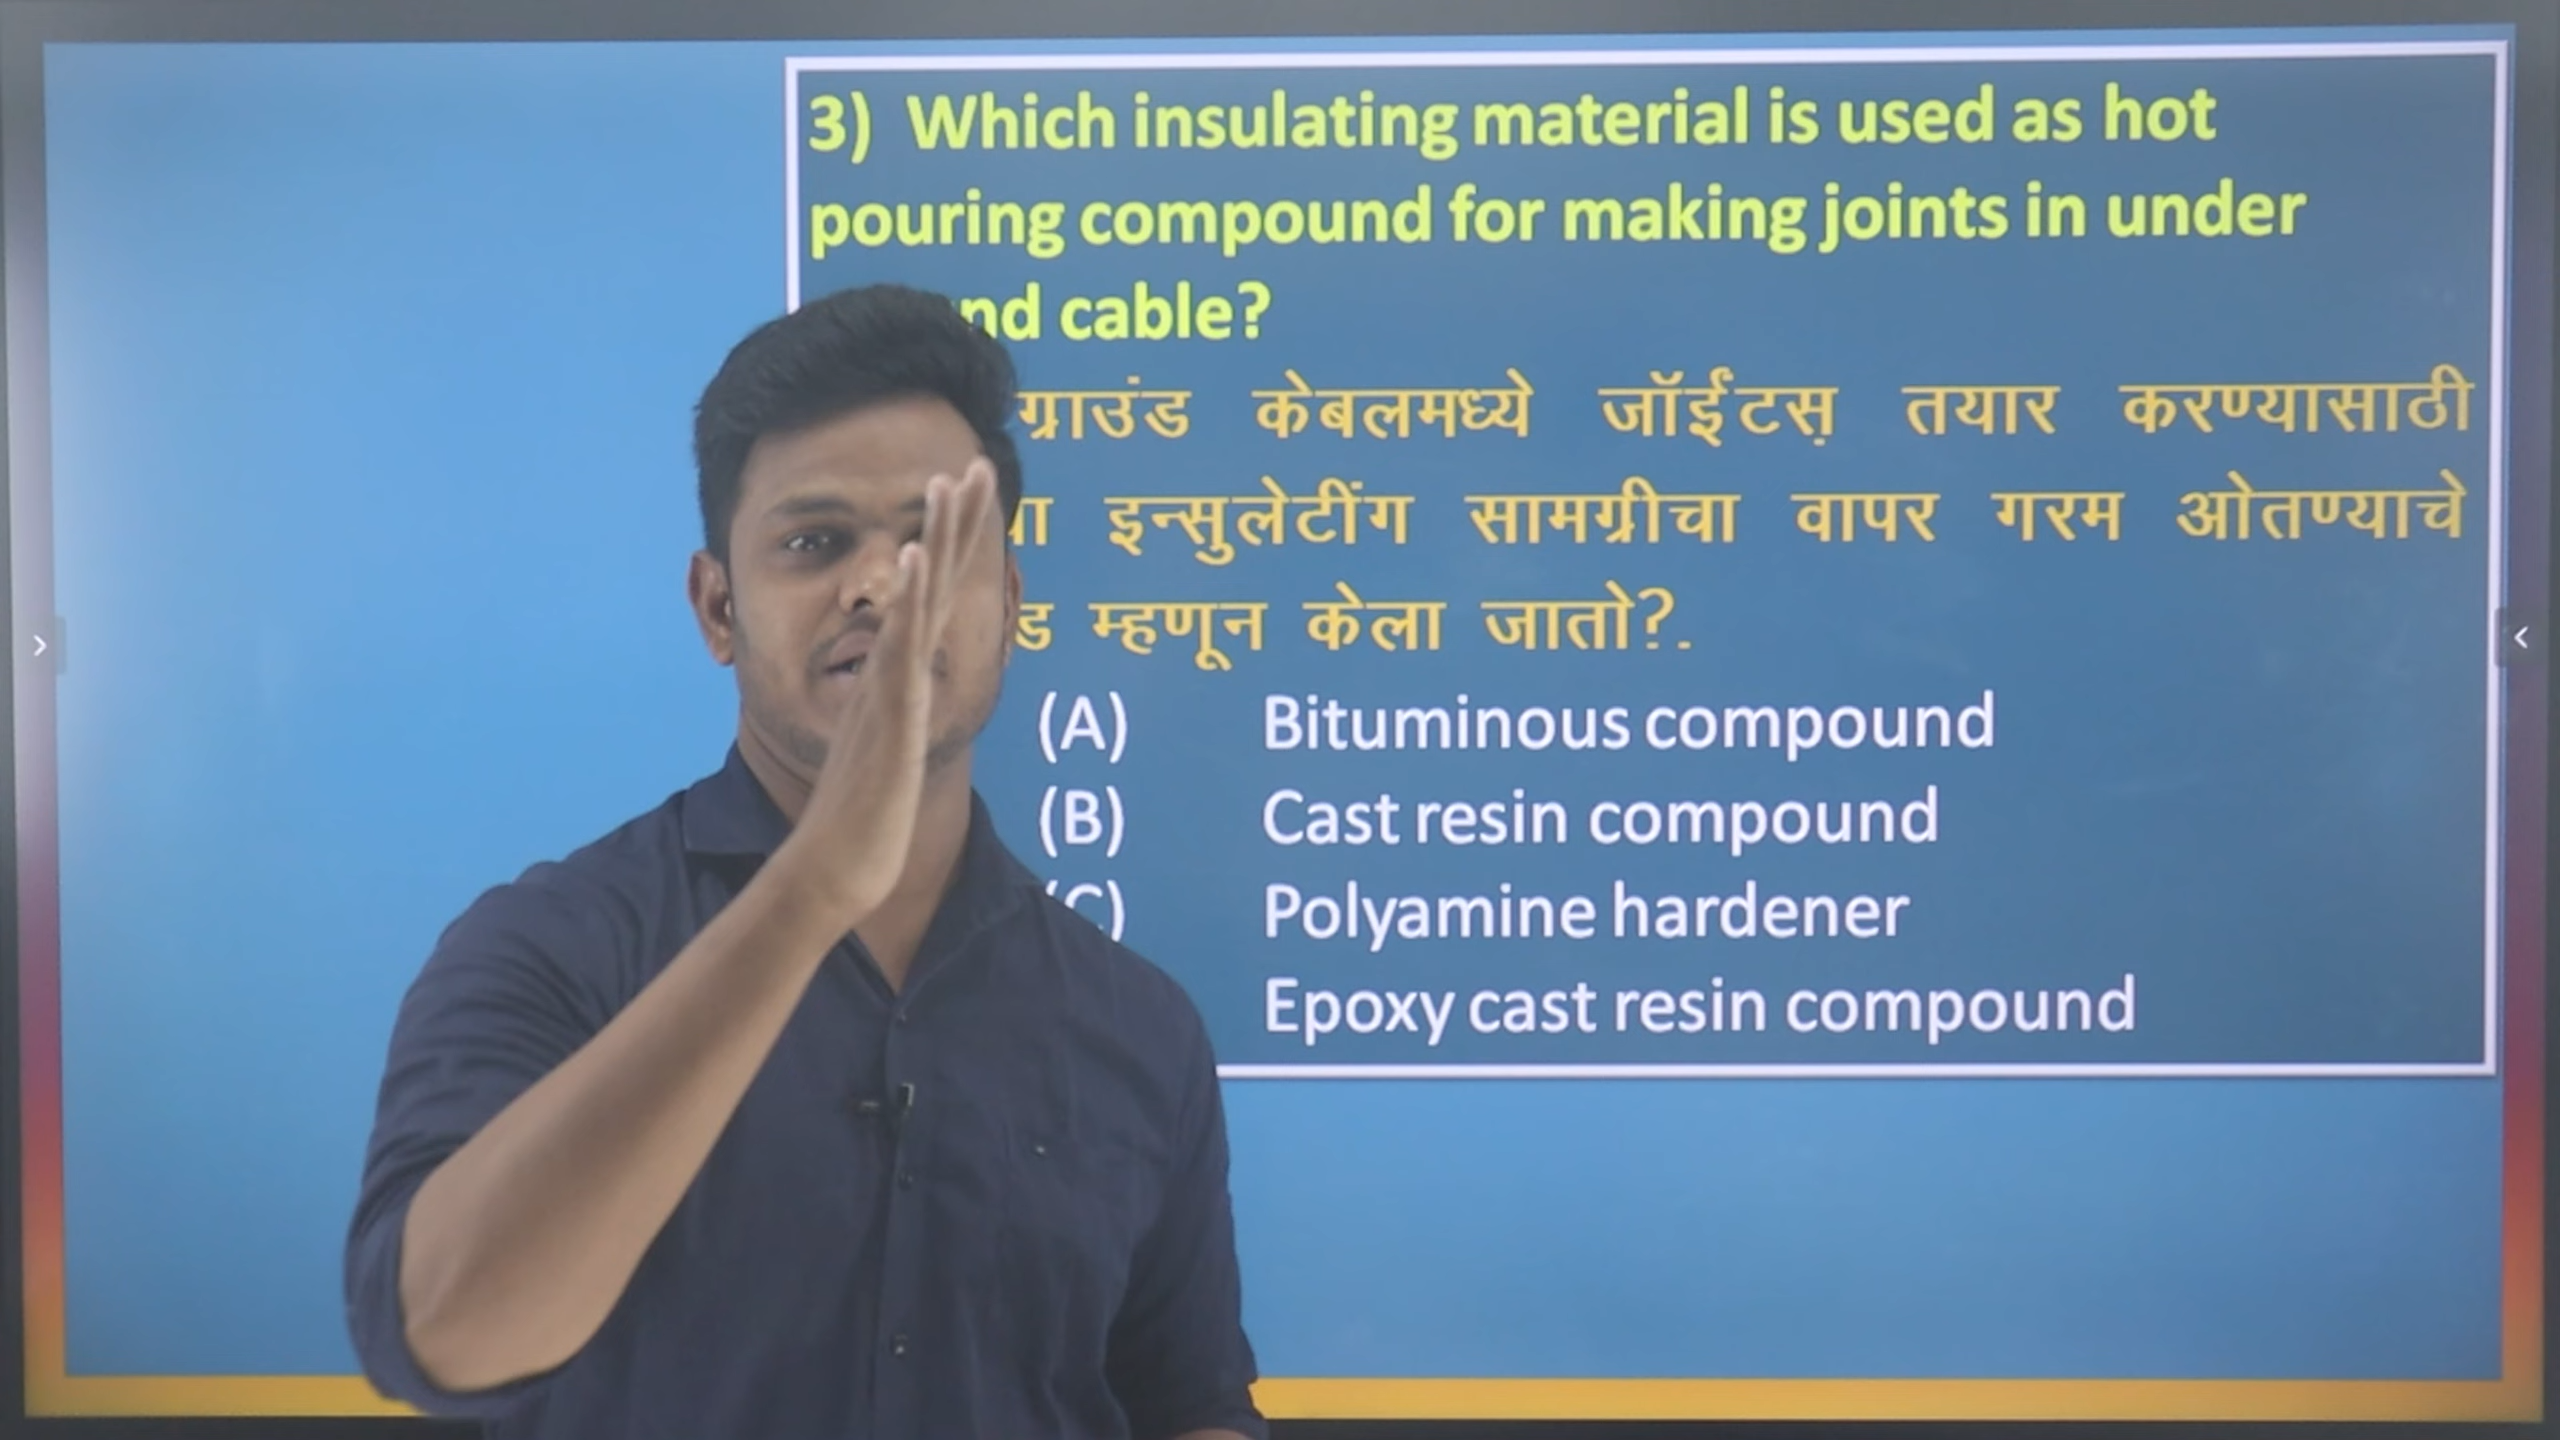 3) Which insulating material is used as hot
pouring compound for making joints in under
cable?
ग्राउंड केबलमध्ये जॉईंटस़ तयार करण्यासाठी
इन्सुलेटींग सामग्रीचा वापर गरम ओतण्याचे
म्हणून केला जातो?.
(A) Bituminous compound
(B) Cast resin compound
(C) Polyamine hardener
Epoxy cast resin compound